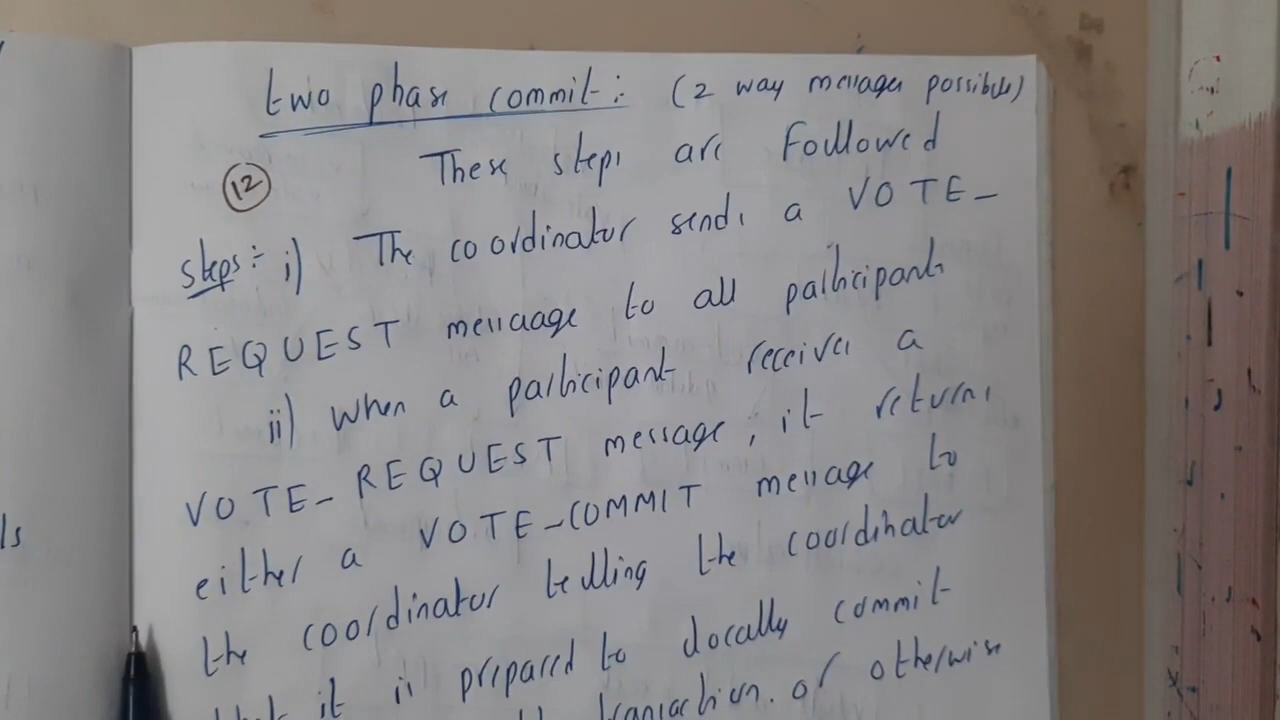 two phase commit:- (2 way messages possible)
These steps are followed
12
steps:- i) The coordinator sends a VOTE-
REQUEST messaage to all participants
ii) when a participant receives a
VOTE-REQUEST message, it returns
either a VOTE-COMMIT message to
the coordinator telling the coordinator
that it is prepared to locally commit
transaction. or otherwise
ls